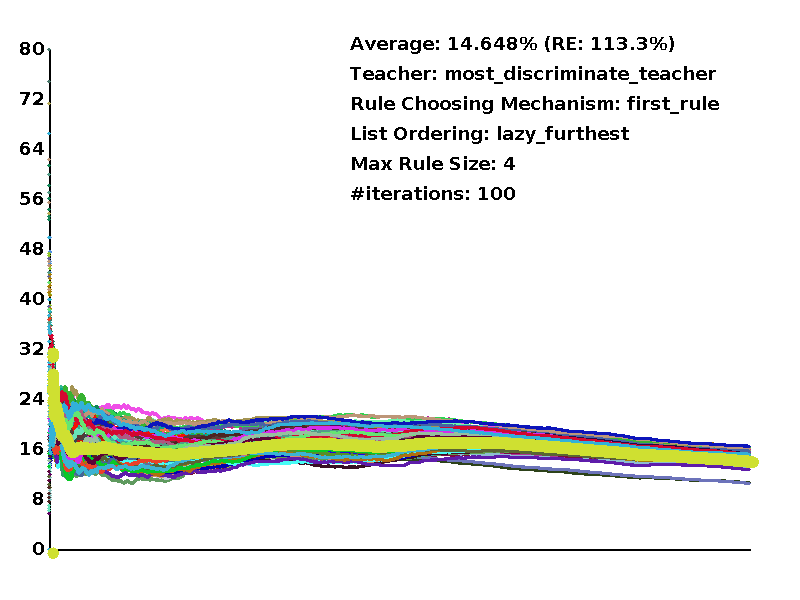 Average: 14.648% (RE: 113.3%)
Teacher: most_discriminate_teacher
Rule Choosing Mechanism: first_rule
List Ordering: lazy_furthest
Max Rule Size: 4
#iterations: 100
80
72
64
56
48
40
32
24
16
8
0